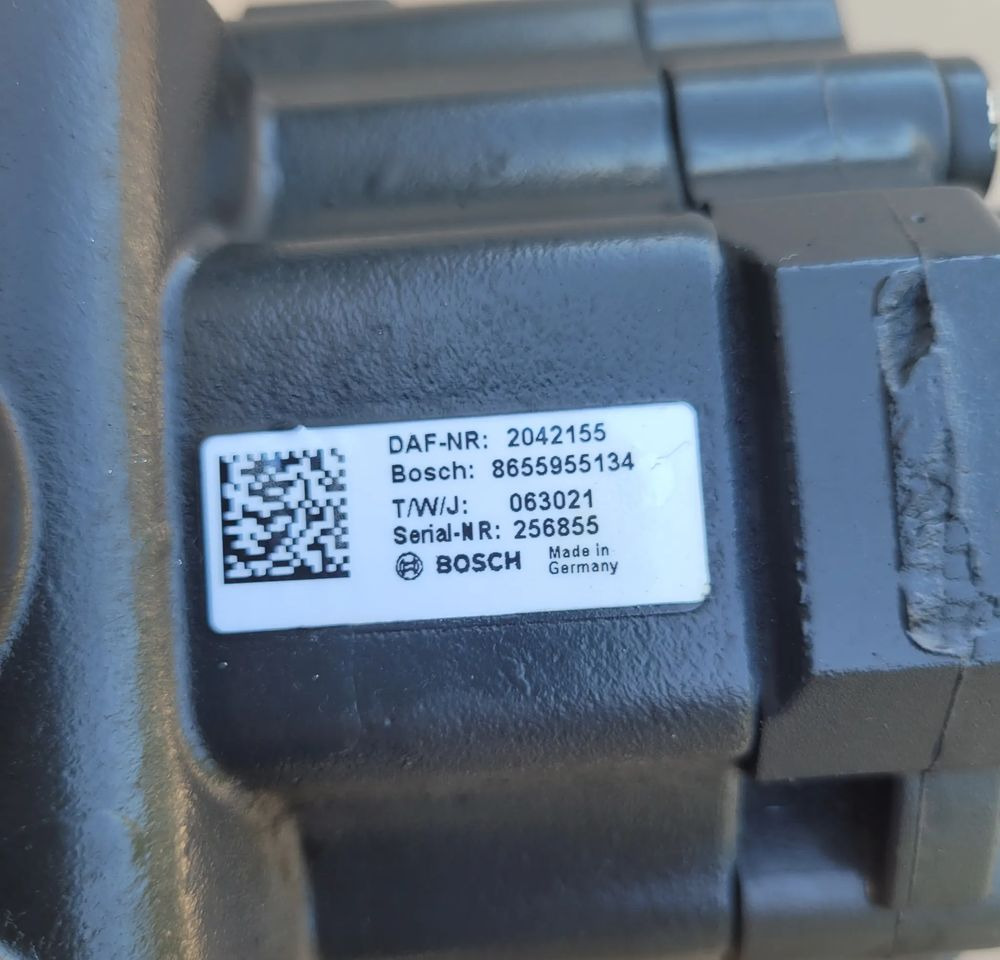 DAF-NR: 2042155
Bosch: 8655955134
T/W/J: 063021
Serial-NR: 256855
BOSCH Made in
Germany